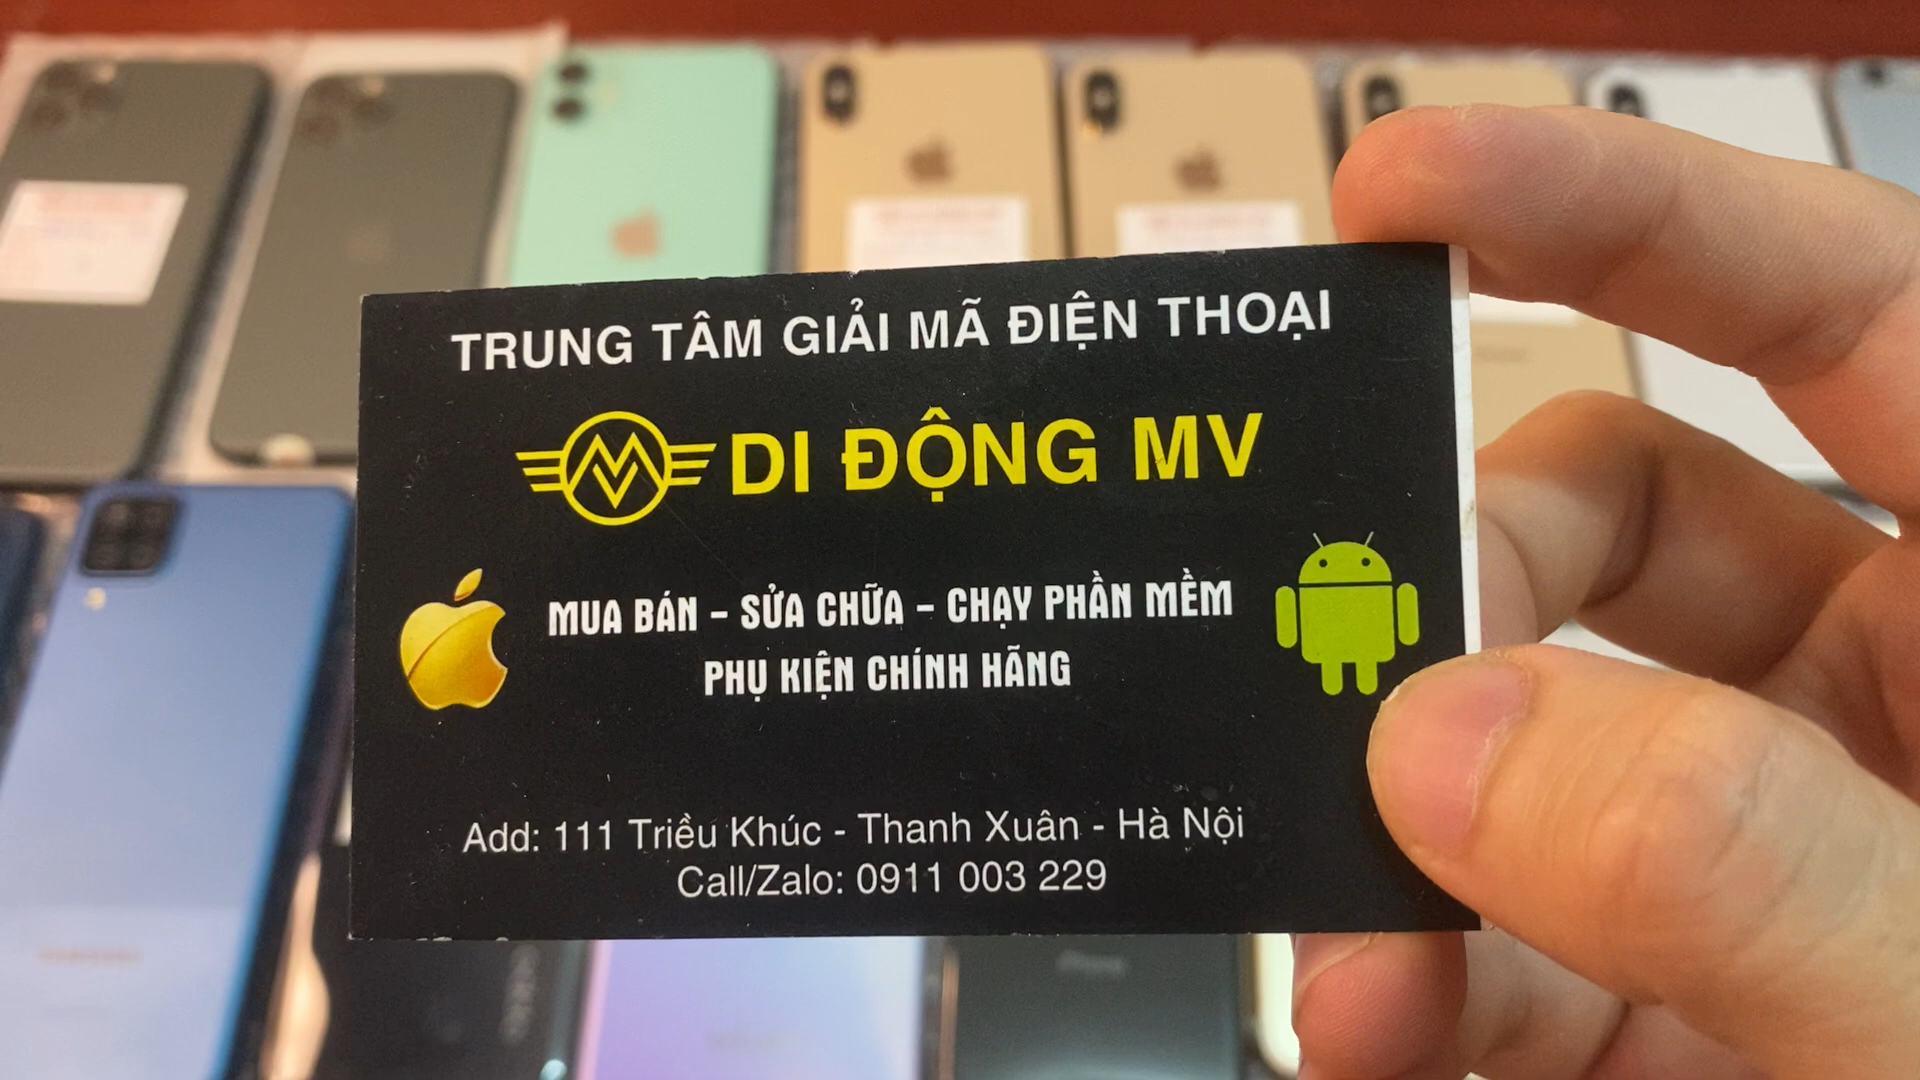 TRUNG TÂM GIẢI MÃ ĐIỆN THOẠI
DI ĐỘNG MV
MUA BÁN - SỬA CHỮA - CHẠY PHẦN MỀM
PHỤ KIỆN CHÍNH HÃNG
Add: 111 Triều Khúc - Thanh Xuân - Hà Nội
Call/Zalo: 0911 003 229